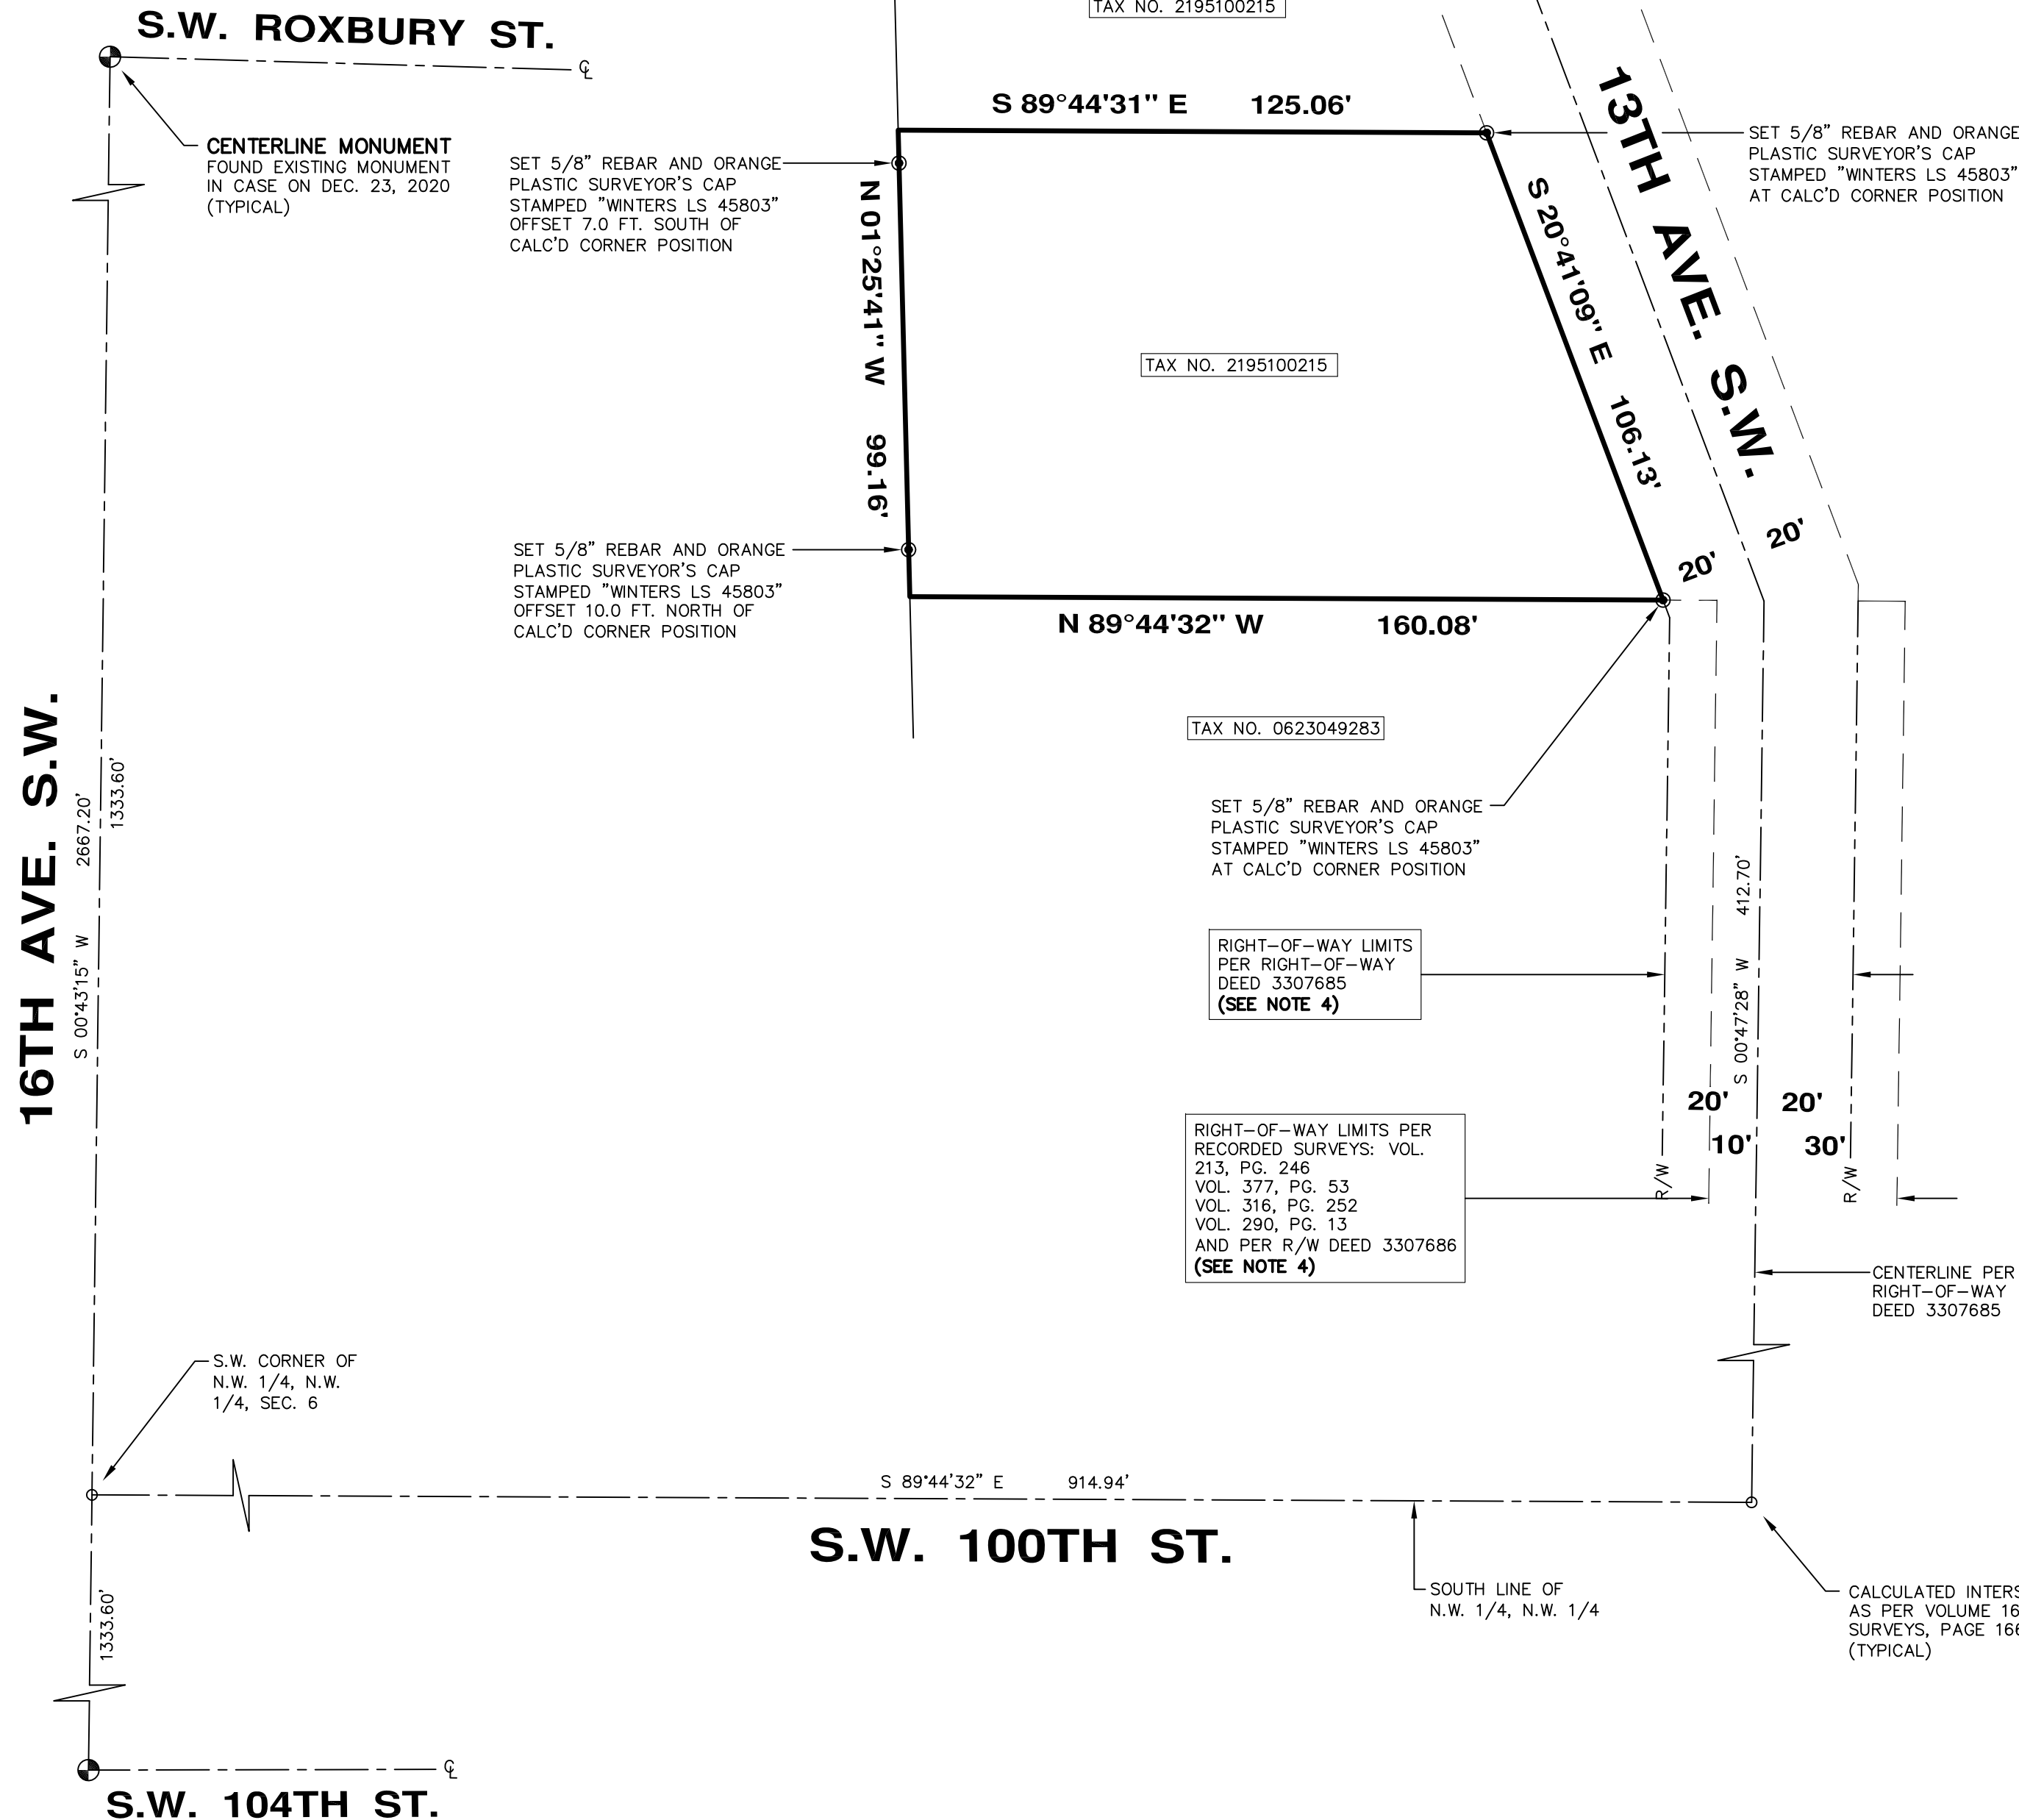 TAX NO. 2195100215
S.W. ROXBURY ST.
℄
CENTERLINE MONUMENT
FOUND EXISTING MONUMENT
IN CASE ON DEC. 23, 2020
(TYPICAL)
S 89°44'31" E 125.06'
SET 5/8" REBAR AND ORANGE
PLASTIC SURVEYOR'S CAP
STAMPED "WINTERS LS 45803"
OFFSET 7.0 FT. SOUTH OF
CALC'D CORNER POSITION
13TH AVE. S.W.
SET 5/8" REBAR AND ORANGE
PLASTIC SURVEYOR'S CAP
STAMPED "WINTERS LS 45803"
AT CALC'D CORNER POSITION
N 01°25'41" W 99.16'
S 20°41'09" E 106.13'
TAX NO. 2195100215
SET 5/8" REBAR AND ORANGE
PLASTIC SURVEYOR'S CAP
STAMPED "WINTERS LS 45803"
OFFSET 10.0 FT. NORTH OF
CALC'D CORNER POSITION
20'
20'
N 89°44'32" W 160.08'
TAX NO. 0623049283
16TH AVE. S.W.
S 00°43'15" W 2667.20'
1333.60'
SET 5/8" REBAR AND ORANGE
PLASTIC SURVEYOR'S CAP
STAMPED "WINTERS LS 45803"
AT CALC'D CORNER POSITION
S 00°47'28" W 412.70'
RIGHT-OF-WAY LIMITS
PER RIGHT-OF-WAY
DEED 3307685
(SEE NOTE 4)
20' 20'
10' 30'
R/W
R/W
RIGHT-OF-WAY LIMITS PER
RECORDED SURVEYS: VOL.
213, PG. 246
VOL. 377, PG. 53
VOL. 316, PG. 252
VOL. 290, PG. 13
AND PER R/W DEED 3307686
(SEE NOTE 4)
CENTERLINE PER
RIGHT-OF-WAY
DEED 3307685
S.W. CORNER OF
N.W. 1/4, N.W.
1/4, SEC. 6
S 89°44'32" E 914.94'
S.W. 100TH ST.
SOUTH LINE OF
N.W. 1/4, N.W. 1/4
CALCULATED
AS PER VOLUME
SURVEYS, PAGE
(TYPICAL)
1333.60'
℄
S.W. 104TH ST.